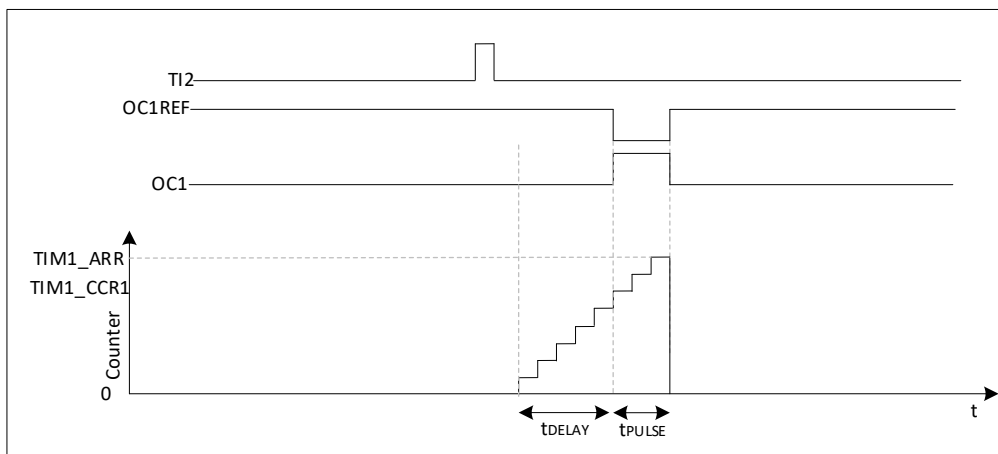 TI2
OC1REF
OC1
TIM1_ARR
TIM1_CCR1
Counter
0
tDELAY
tPULSE
t